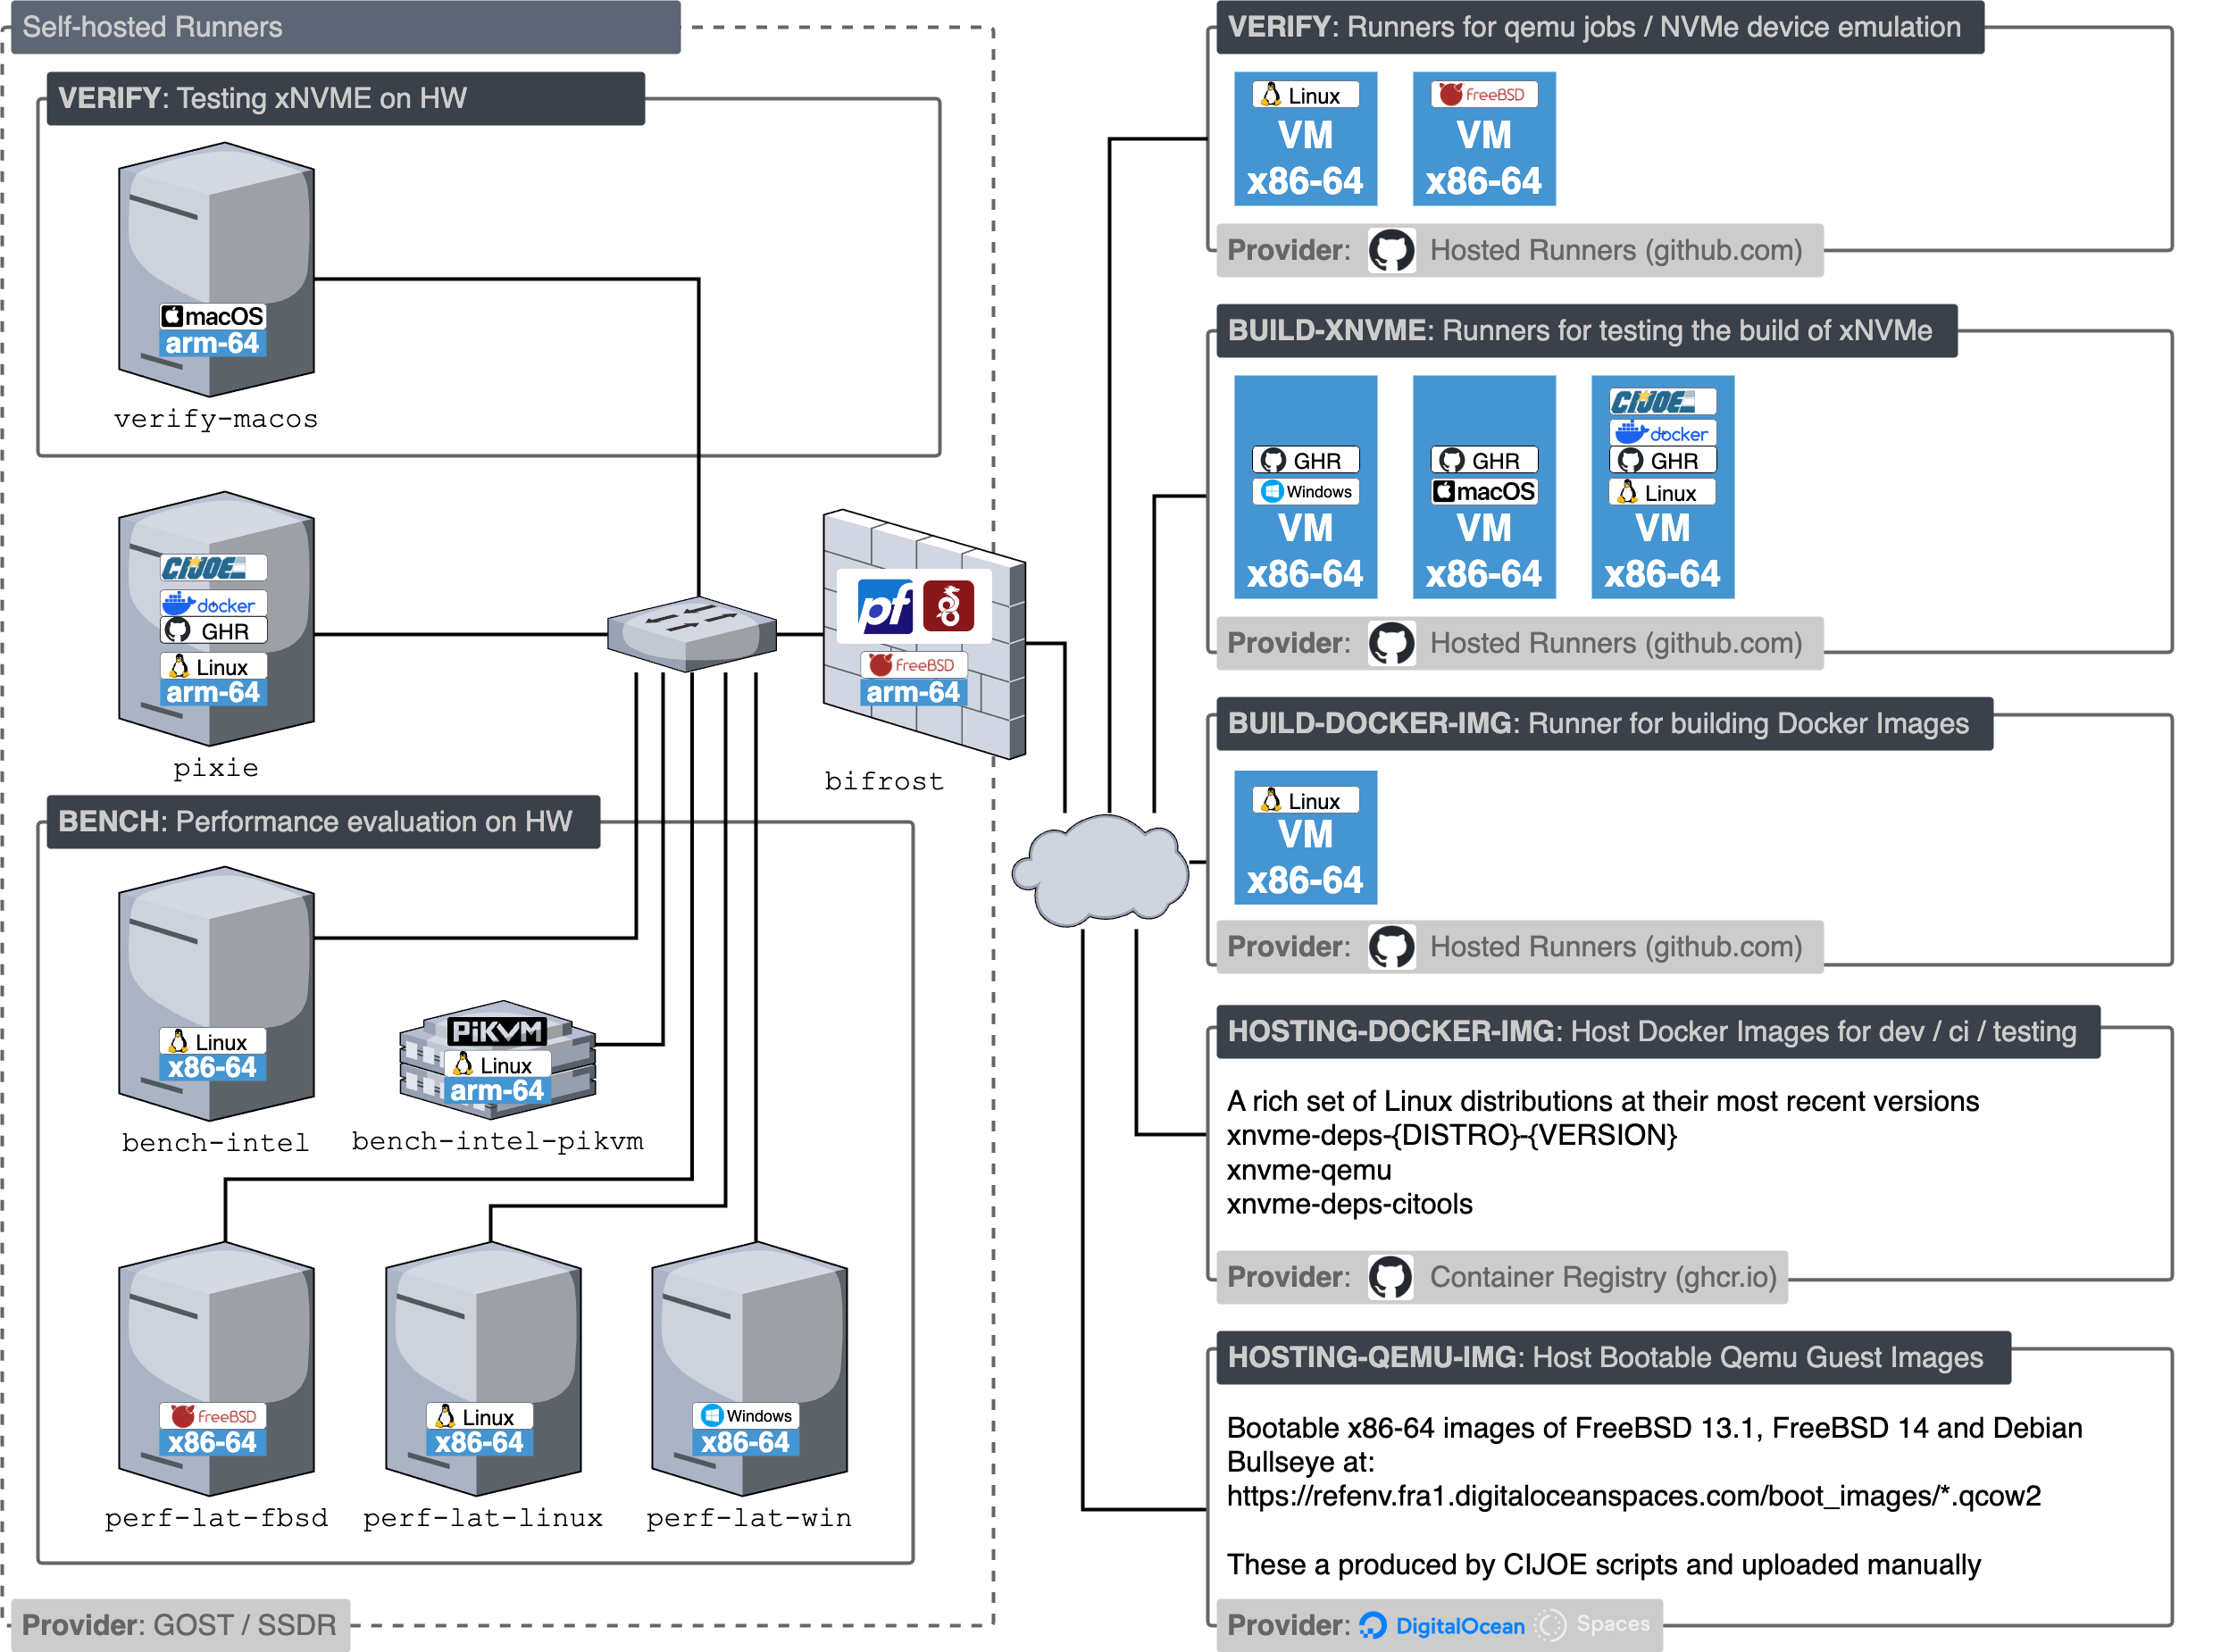 Self-hosted Runners
VERIFY: Testing xNVME on HW
macOS
arm-64
verify-macos
CIJOE
docker
GHR
Linux
arm-64
pixie
pf
FreeBSD
arm-64
bifrost
BENCH: Performance evaluation on HW
Linux
x86-64
bench-intel
PiKVM
Linux
arm-64
bench-intel-pikvm
FreeBSD
x86-64
perf-lat-fbsd
Linux
x86-64
perf-lat-linux
Windows
x86-64
perf-lat-win
Provider: GOST / SSDR
VERIFY: Runners for qemu jobs / NVMe device emulation
Linux
VM
x86-64
FreeBSD
VM
x86-64
Provider: Hosted Runners (github.com)
BUILD-XNVME: Runners for testing the build of xNVMe
GHR
Windows
VM
x86-64
GHR
macOS
VM
x86-64
CIJOE
docker
GHR
Linux
VM
x86-64
Provider: Hosted Runners (github.com)
BUILD-DOCKER-IMG: Runner for building Docker Images
Linux
VM
x86-64
Provider: Hosted Runners (github.com)
HOSTING-DOCKER-IMG: Host Docker Images for dev / ci / testing
A rich set of Linux distributions at their most recent versions
xnvme-deps-{DISTRO}-{VERSION}
xnvme-qemu
xnvme-deps-citools
Provider: Container Registry (ghcr.io)
HOSTING-QEMU-IMG: Host Bootable Qemu Guest Images
Bootable x86-64 images of FreeBSD 13.1, FreeBSD 14 and Debian
Bullseye at:
https://refenv.fra1.digitaloceanspaces.com/boot_images/*.qcow2
These a produced by CIJOE scripts and uploaded manually
Provider: DigitalOcean Spaces